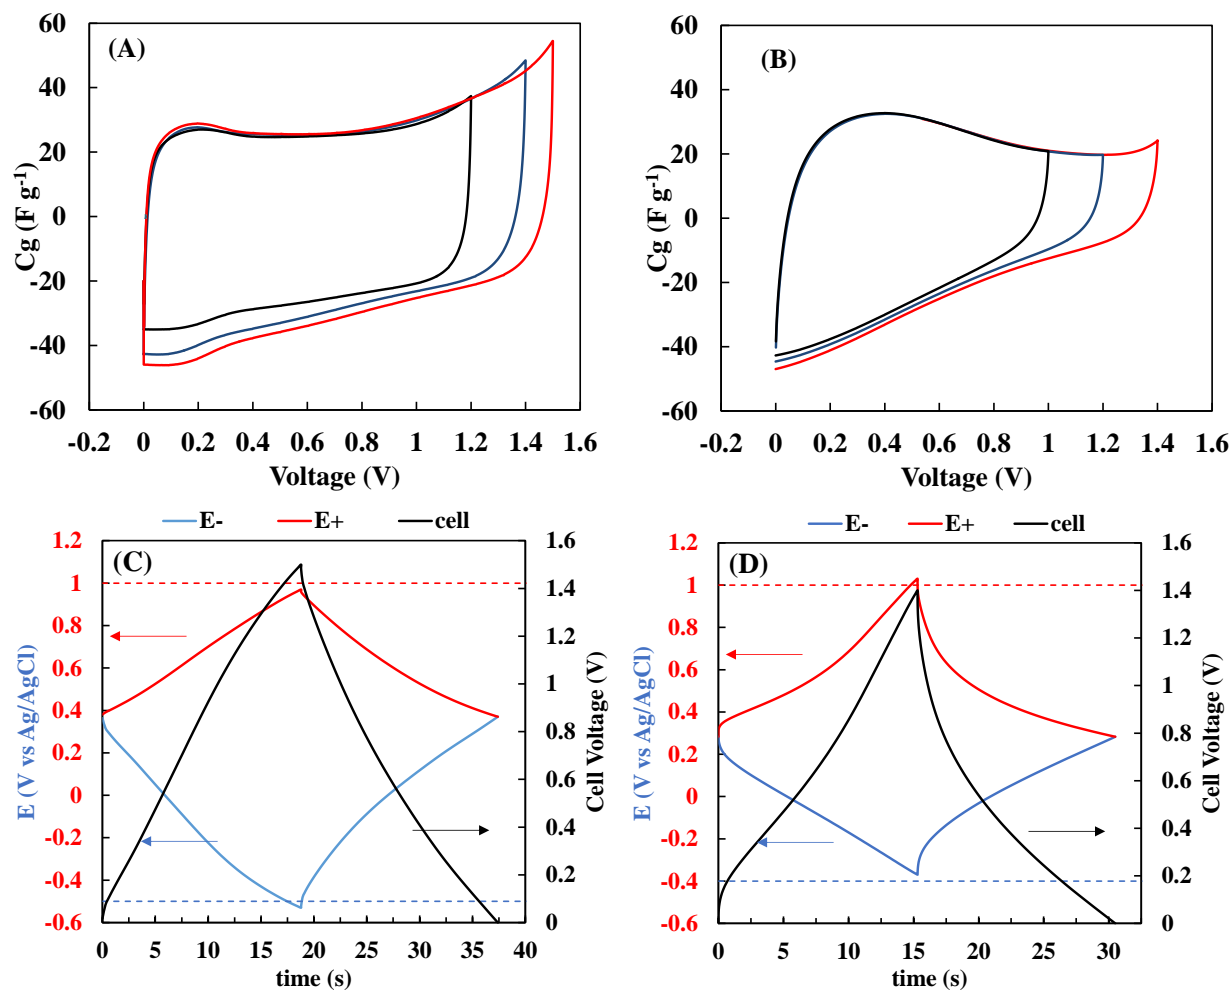 (A)
Cg (F g-1)
60
40
20
0
-20
-40
-60
-0.2 0 0.2 0.4 0.6 0.8 1 1.2 1.4 1.6
Voltage (V)
(B)
Cg (F g-1)
60
40
20
0
-20
-40
-60
-0.2 0 0.2 0.4 0.6 0.8 1 1.2 1.4 1.6
Voltage (V)
E- E+ cell
(C)
E (V vs Ag/AgCl)
1.2
1
0.8
0.6
0.4
0.2
0
-0.2
-0.4
-0.6
1.6
1.4
1.2
1
0.8
0.6
0.4
0.2
0
Cell Voltage (V)
0 5 10 15 20 25 30 35 40
time (s)
E- E+ cell
(D)
E (V vs Ag/AgCl)
1.2
1
0.8
0.6
0.4
0.2
0
-0.2
-0.4
-0.6
1.6
1.4
1.2
1
0.8
0.6
0.4
0.2
0
Cell Voltage (V)
0 5 10 15 20 25 30
time (s)